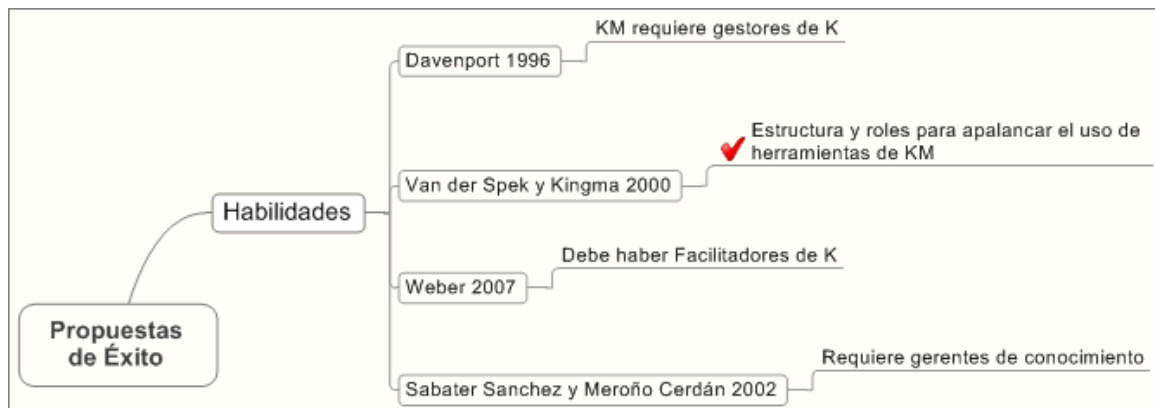 KM requiere gestores de K
Davenport 1996
Estructura y roles para apalancar el uso de
herramientas de KM
Van der Spek y Kingma 2000
Habilidades
Debe haber Facilitadores de K
Weber 2007
Propuestas
de Éxito
Requiere gerentes de conocimiento
Sabater Sanchez y Meroño Cerdán 2002